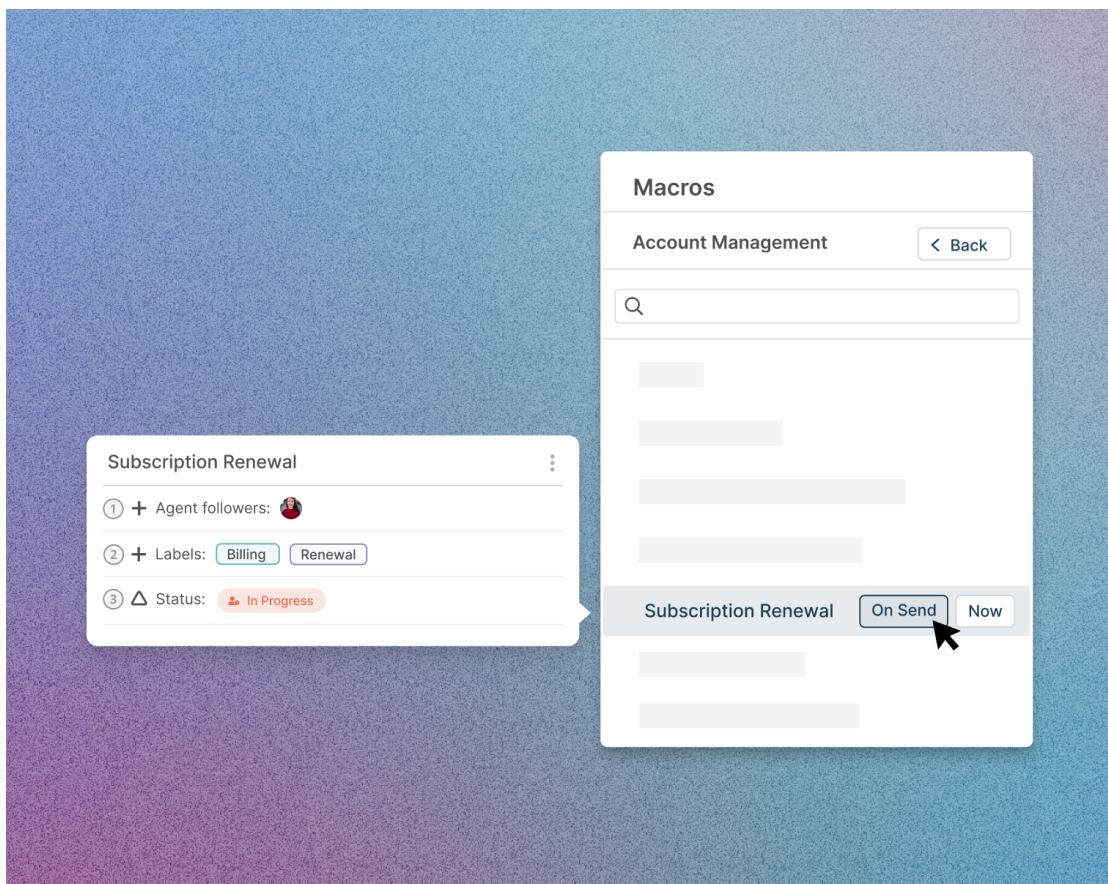 Macros
Account Management
Back
Subscription Renewal
1 + Agent followers:
2 + Labels: Billing Renewal
3 Status: In Progress
Subscription Renewal On Send Now